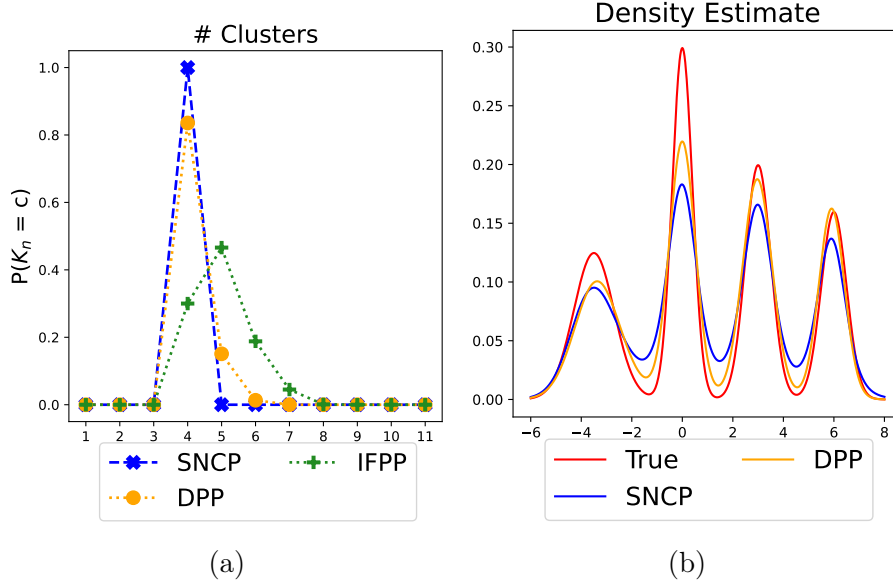 # Clusters
P(K_n = c)
1.0
0.8
0.6
0.4
0.2
0.0
1 2 3 4 5 6 7 8 9 10 11
SNCP IFPP
DPP
(a)
Density Estimate
0.30
0.25
0.20
0.15
0.10
0.05
0.00
−6 −4 −2 0 2 4 6 8
True DPP
SNCP
(b)